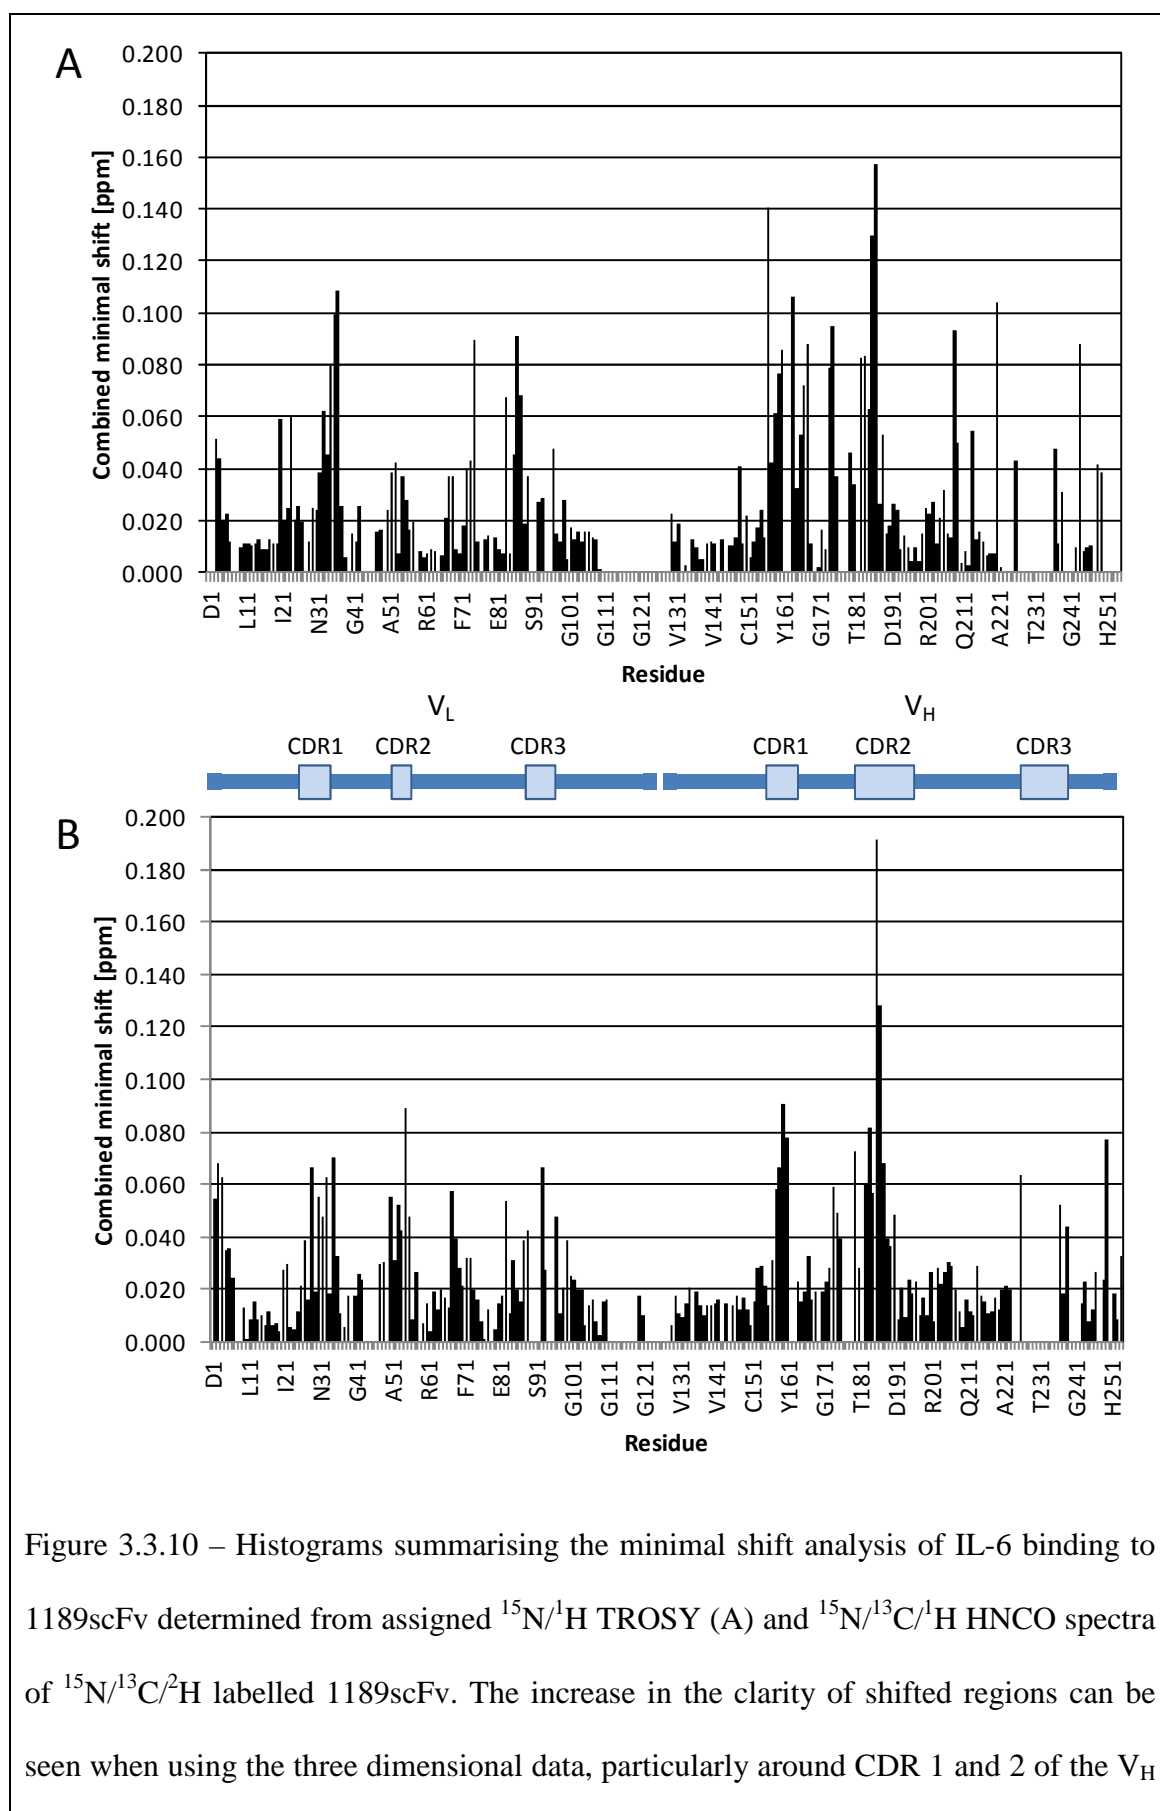 A
0.200
0.180
0.160
0.140
0.120
0.100
0.080
0.060
0.040
0.020
0.000
Combined minimal shift [ppm]
D1 L11 I21 N31 G41 A51 R61 F71 E81 S91 G101 G111 G121 V131 V141 C151 Y161 G171 T181 D191 R201 Q211 A221 T231 G241 H251
Residue
V_L V_H
CDR1 CDR2 CDR3 CDR1 CDR2 CDR3
B
0.200
0.180
0.160
0.140
0.120
0.100
0.080
0.060
0.040
0.020
0.000
Combined minimal shift [ppm]
D1 L11 I21 N31 G41 A51 R61 F71 E81 S91 G101 G111 G121 V131 V141 C151 Y161 G171 T181 D191 R201 Q211 A221 T231 G241 H251
Residue
Figure 3.3.10 – Histograms summarising the minimal shift analysis of IL-6 binding to
1189scFv determined from assigned ¹⁵N/¹H TROSY (A) and ¹⁵N/¹³C/¹H HNCO spectra
of ¹⁵N/¹³C/²H labelled 1189scFv. The increase in the clarity of shifted regions can be
seen when using the three dimensional data, particularly around CDR 1 and 2 of the V_H